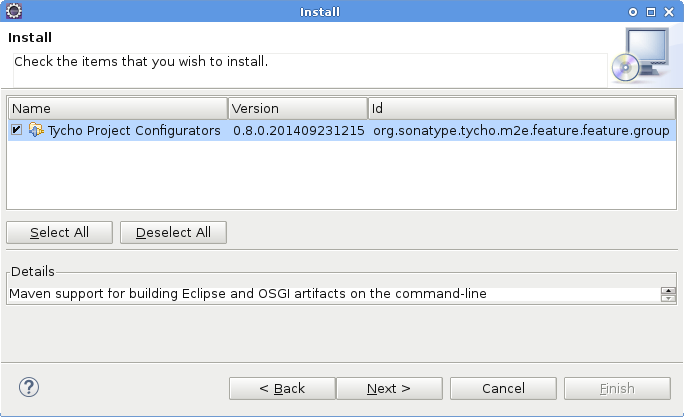 Install
Install
Check the items that you wish to install.
Name Version Id
Tycho Project Configurators 0.8.0.201409231215 org.sonatype.tycho.m2e.feature.feature.group
Select All Deselect All
Details
Maven support for building Eclipse and OSGI artifacts on the command-line
? < Back Next > Cancel Finish